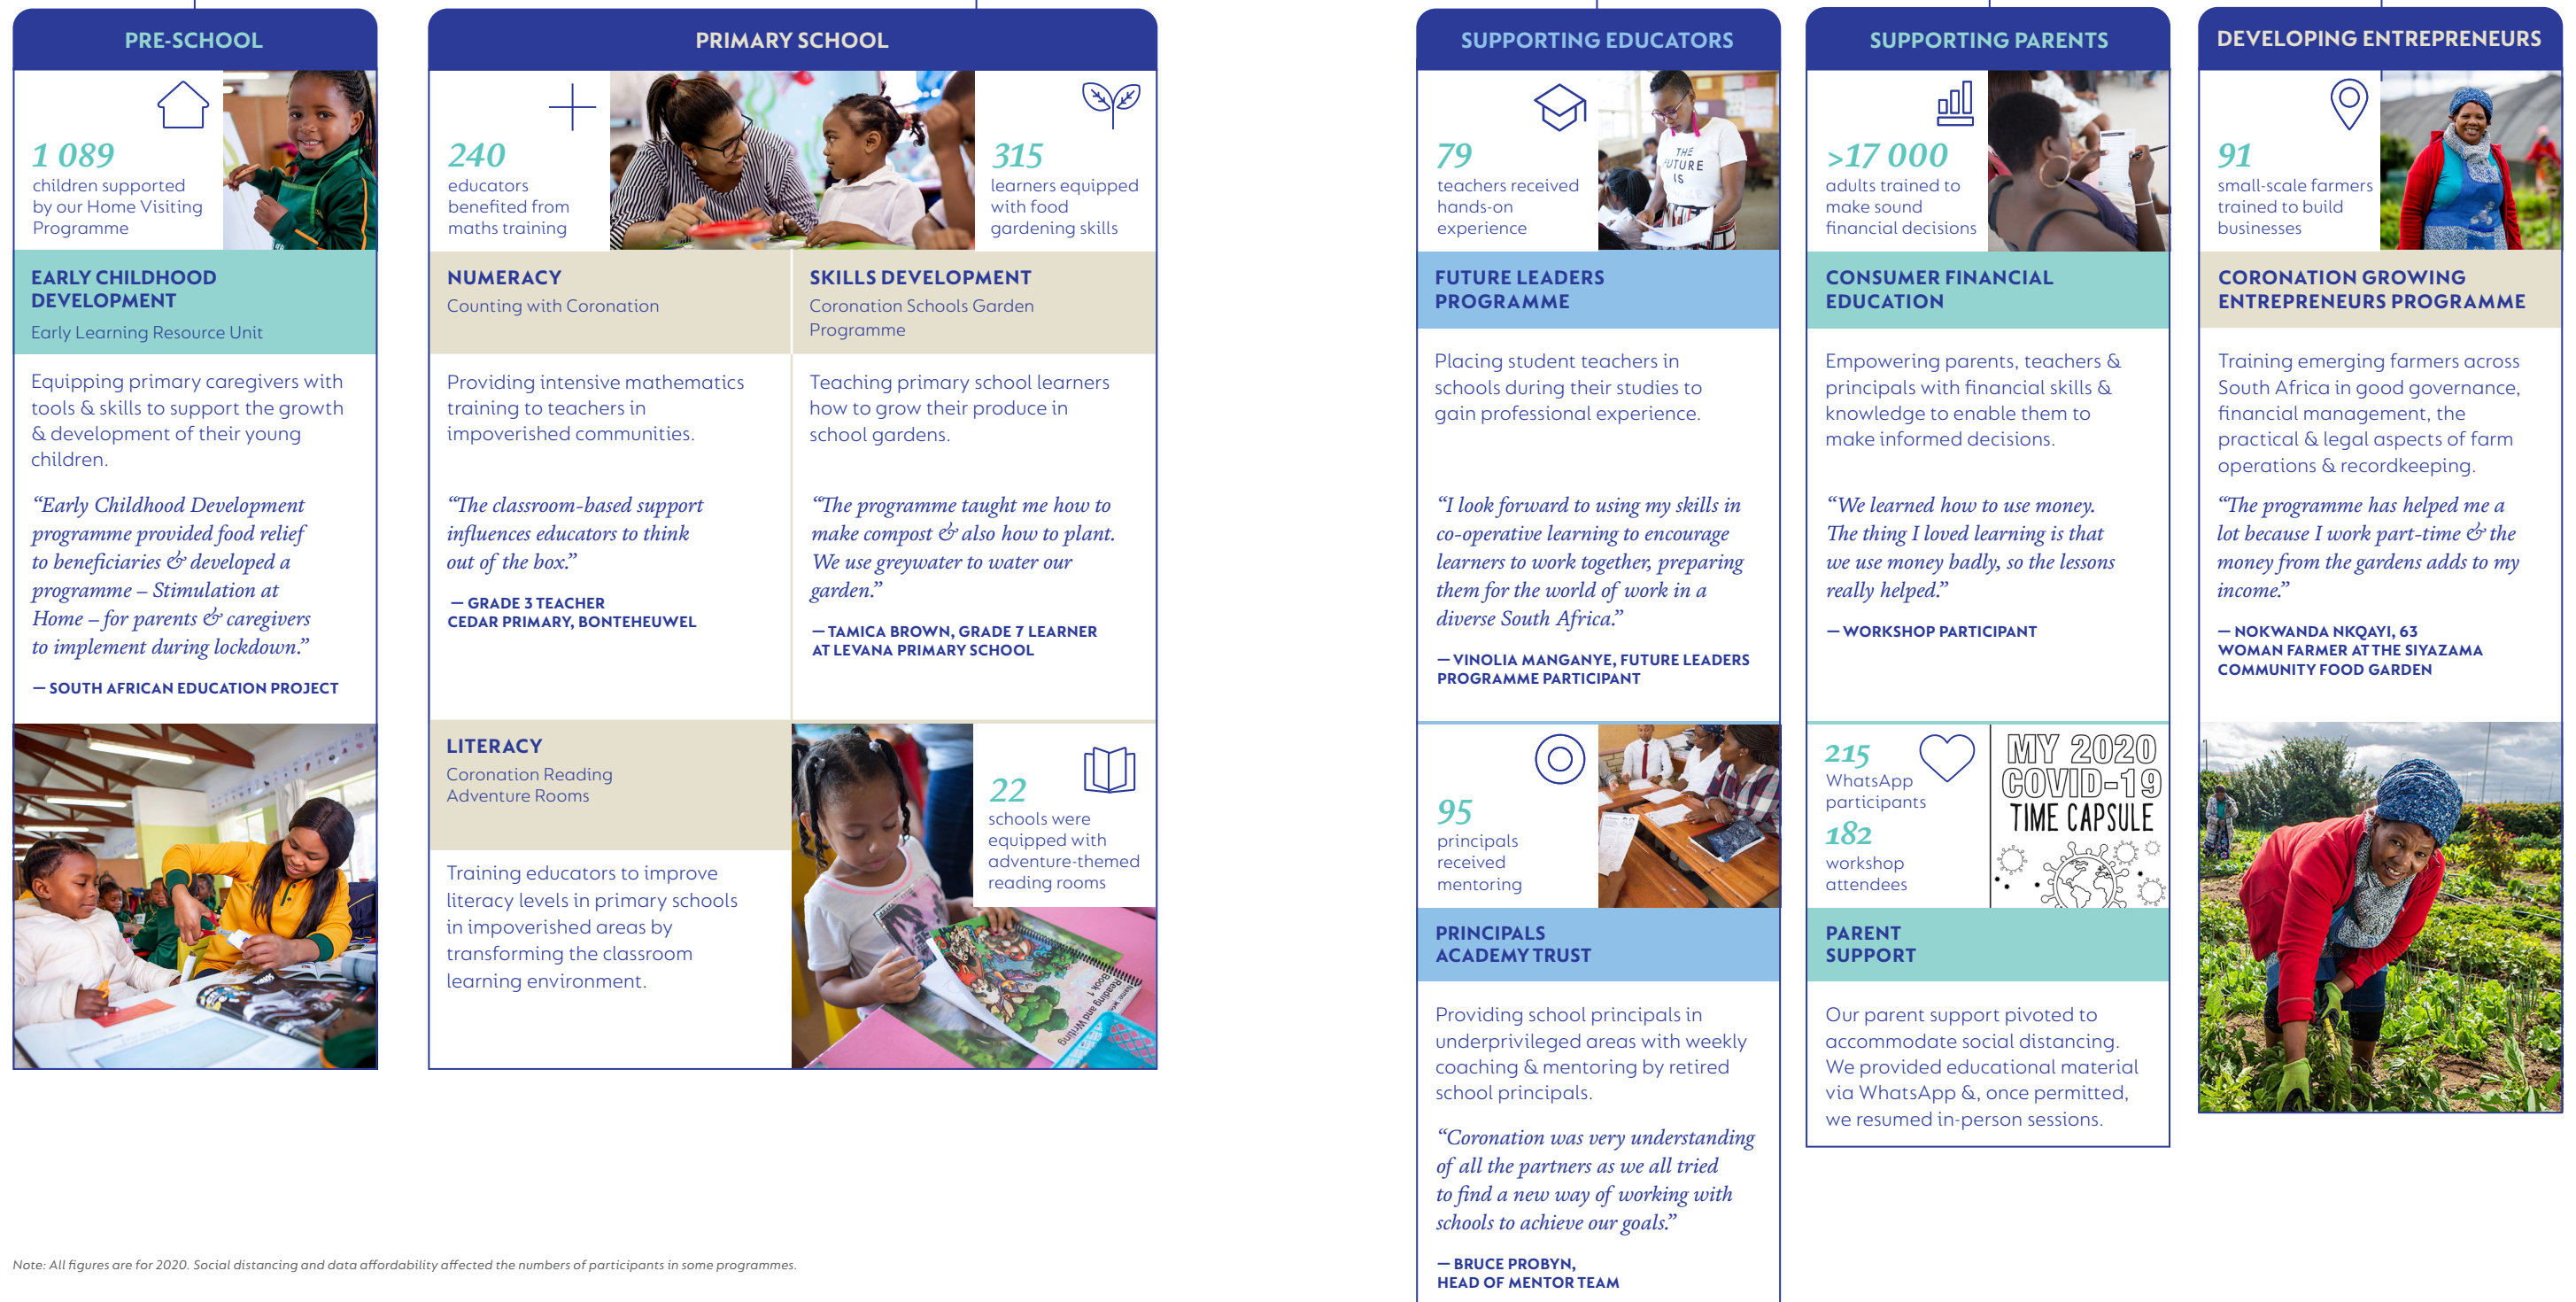 PRE-SCHOOL
1 089
children supported
by our Home Visiting
Programme
EARLY CHILDHOOD
DEVELOPMENT
Early Learning Resource Unit
Equipping primary caregivers with
tools & skills to support the growth
& development of their young
children.
“Early Childhood Development
programme provided food relief
to beneficiaries & developed a
programme – Stimulation at
Home – for parents & caregivers
to implement during lockdown.”
— SOUTH AFRICAN EDUCATION PROJECT
PRIMARY SCHOOL
240
educators
benefited from
maths training
315
learners equipped
with food
gardening skills
NUMERACY
Counting with Coronation
Providing intensive mathematics
training to teachers in
impoverished communities.
“The classroom-based support
influences educators to think
out of the box.”
— GRADE 3 TEACHER
CEDAR PRIMARY, BONTEHEUWEL
SKILLS DEVELOPMENT
Coronation Schools Garden
Programme
Teaching primary school learners
how to grow their produce in
school gardens.
“The programme taught me how to
make compost & also how to plant.
We use greywater to water our
garden.”
— TAMICA BROWN, GRADE 7 LEARNER
AT LEVANA PRIMARY SCHOOL
LITERACY
Coronation Reading
Adventure Rooms
Training educators to improve
literacy levels in primary schools
in impoverished areas by
transforming the classroom
learning environment.
22
schools were
equipped with
adventure-themed
reading rooms
Reading and Writing
Book 1
SUPPORTING EDUCATORS
79
teachers received
hands-on
experience
THE
FUTURE
IS
FUTURE LEADERS
PROGRAMME
Placing student teachers in
schools during their studies to
gain professional experience.
“I look forward to using my skills in
co-operative learning to encourage
learners to work together, preparing
them for the world of work in a
diverse South Africa.”
— VINOLIA MANGANYE, FUTURE LEADERS
PROGRAMME PARTICIPANT
95
principals
received
mentoring
PRINCIPALS
ACADEMY TRUST
Providing school principals in
underprivileged areas with weekly
coaching & mentoring by retired
school principals.
“Coronation was very understanding
of all the partners as we all tried
to find a new way of working with
schools to achieve our goals.”
— BRUCE PROBYN,
HEAD OF MENTOR TEAM
SUPPORTING PARENTS
>17 000
adults trained to
make sound
financial decisions
CONSUMER FINANCIAL
EDUCATION
Empowering parents, teachers &
principals with financial skills &
knowledge to enable them to
make informed decisions.
“We learned how to use money.
The thing I loved learning is that
we use money badly, so the lessons
really helped.”
— WORKSHOP PARTICIPANT
215
WhatsApp
participants
182
workshop
attendees
MY 2020
COVID-19
TIME CAPSULE
PARENT
SUPPORT
Our parent support pivoted to
accommodate social distancing.
We provided educational material
via WhatsApp &, once permitted,
we resumed in-person sessions.
DEVELOPING ENTREPRENEURS
91
small-scale farmers
trained to build
businesses
CORONATION GROWING
ENTREPRENEURS PROGRAMME
Training emerging farmers across
South Africa in good governance,
financial management, the
practical & legal aspects of farm
operations & recordkeeping.
“The programme has helped me a
lot because I work part-time & the
money from the gardens adds to my
income.”
— NOKWANDA NKQAYI, 63
WOMAN FARMER AT THE SIYAZAMA
COMMUNITY FOOD GARDEN
Note: All figures are for 2020. Social distancing and data affordability affected the numbers of participants in some programmes.